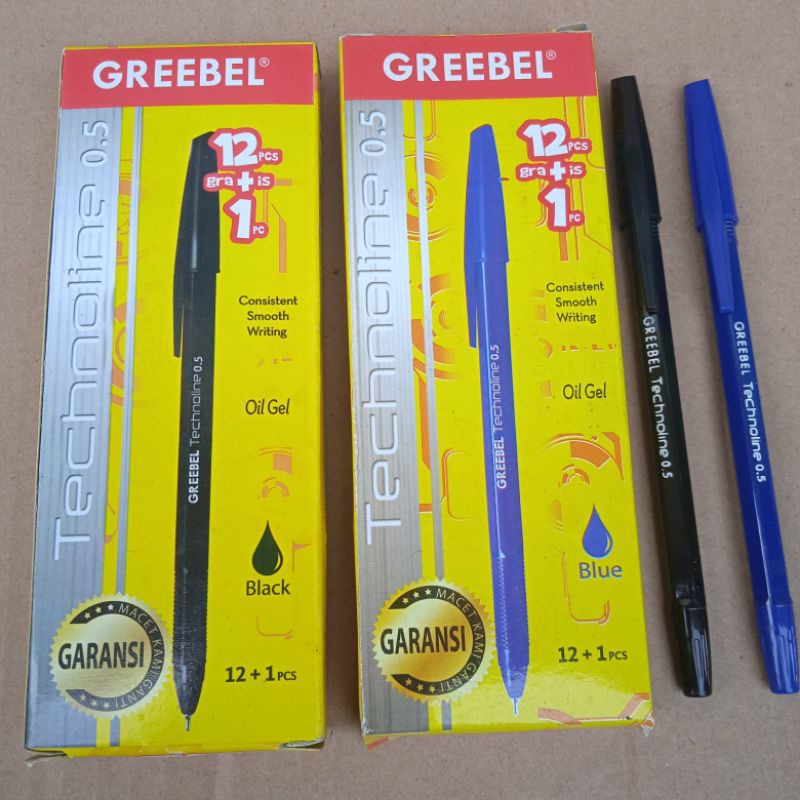 GREEBEL®
Technoline 0.5
12 PCS
gra+is
1 PC
Consistent
Smooth
Writing
Oil Gel
GREEBEL Technoline 0.5
Black
GARANSI
MACET KAMI GANTI
12 + 1 PCS
GREEBEL®
Technoline 0.5
12 PCS
gra+is
1 PC
Consistent
Smooth
Writing
Oil Gel
GREEBEL Technoline 0.5
Blue
GARANSI
MACET KAMI GANTI
12 + 1 PCS
GREEBEL Technoline 0.5
GREEBEL Technoline 0.5